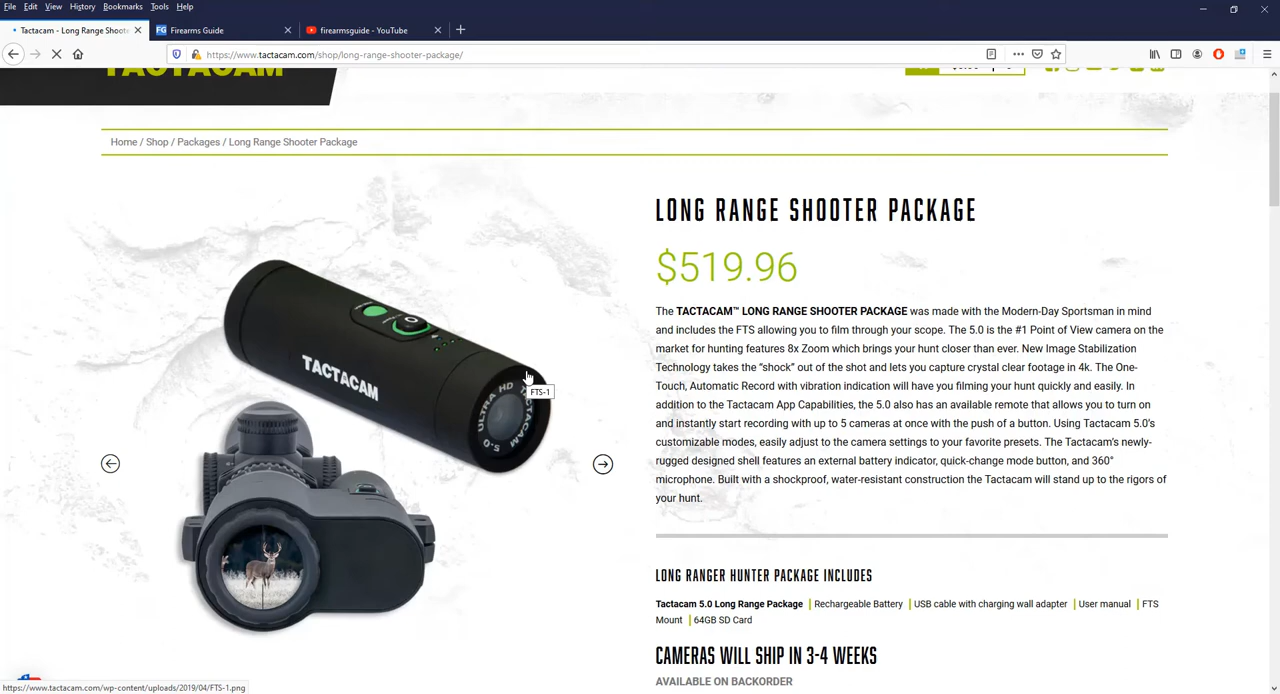 File Edit View History Bookmarks Tools Help
Tactacam - Long Range Shoote
Firearms Guide
firearmsguide - YouTube
https://www.tactacam.com/shop/long-range-shooter-package/
TACTACAM
Home / Shop / Packages / Long Range Shooter Package
LONG RANGE SHOOTER PACKAGE
$519.96
The TACTACAM™ LONG RANGE SHOOTER PACKAGE was made with the Modern-Day Sportsman in mind
and includes the FTS allowing you to film through your scope. The 5.0 is the #1 Point of View camera on the
market for hunting features 8x Zoom which brings your hunt closer than ever. New Image Stabilization
Technology takes the “shock” out of the shot and lets you capture crystal clear footage in 4k. The One-
Touch, Automatic Record with vibration indication will have you filming your hunt quickly and easily. In
addition to the Tactacam App Capabilities, the 5.0 also has an available remote that allows you to turn on
and instantly start recording with up to 5 cameras at once with the push of a button. Using Tactacam 5.0's
customizable modes, easily adjust to the camera settings to your favorite presets. The Tactacam's newly-
rugged designed shell features an external battery indicator, quick-change mode button, and 360°
microphone. Built with a shockproof, water-resistant construction the Tactacam will stand up to the rigors of
your hunt.
TACTACAM
ULTRA HD
TACTACAM
5.0
FTS-1
LONG RANGER HUNTER PACKAGE INCLUDES
Tactacam 5.0 Long Range Package | Rechargeable Battery | USB cable with charging wall adapter | User manual | FTS
Mount | 64GB SD Card
CAMERAS WILL SHIP IN 3-4 WEEKS
AVAILABLE ON BACKORDER
https://www.tactacam.com/wp-content/uploads/2019/04/FTS-1.png